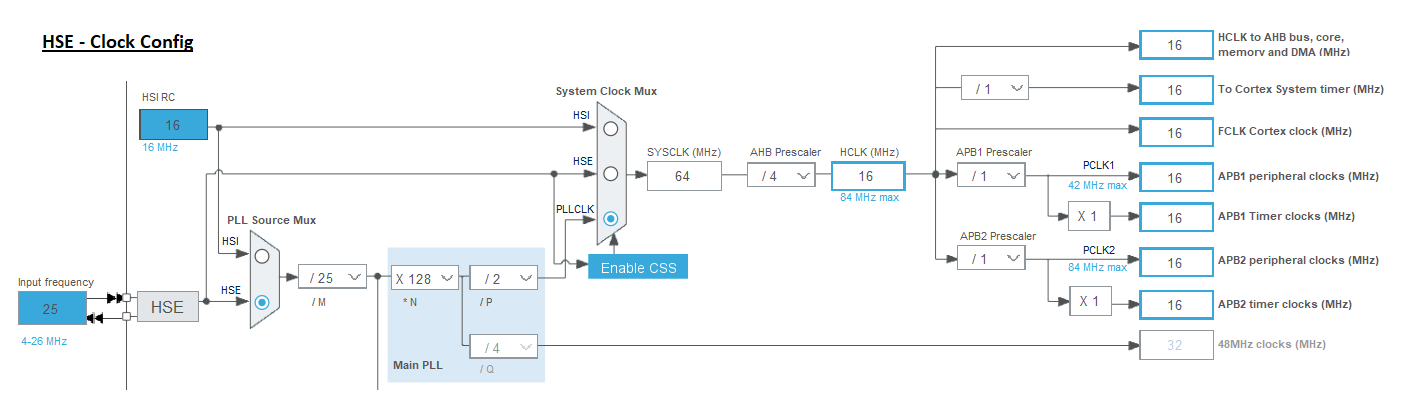 HSE - Clock Config
HSI RC
16
16 MHz
Input frequency
25
4-26 MHz
HSE
PLL Source Mux
HSI
HSE
/ 25
/ M
X 128
* N
/ 2
/ P
/ 4
/ Q
Main PLL
System Clock Mux
HSI
HSE
PLLCLK
Enable CSS
SYSCLK (MHz)
64
AHB Prescaler
/ 4
HCLK (MHz)
16
84 MHz max
/ 1
APB1 Prescaler
/ 1
PCLK1
42 MHz max
X 1
APB2 Prescaler
/ 1
PCLK2
84 MHz max
X 1
16
HCLK to AHB bus, core,
memory and DMA (MHz)
16
To Cortex System timer (MHz)
16
FCLK Cortex clock (MHz)
16
APB1 peripheral clocks (MHz)
16
APB1 Timer clocks (MHz)
16
APB2 peripheral clocks (MHz)
16
APB2 timer clocks (MHz)
32
48MHz clocks (MHz)